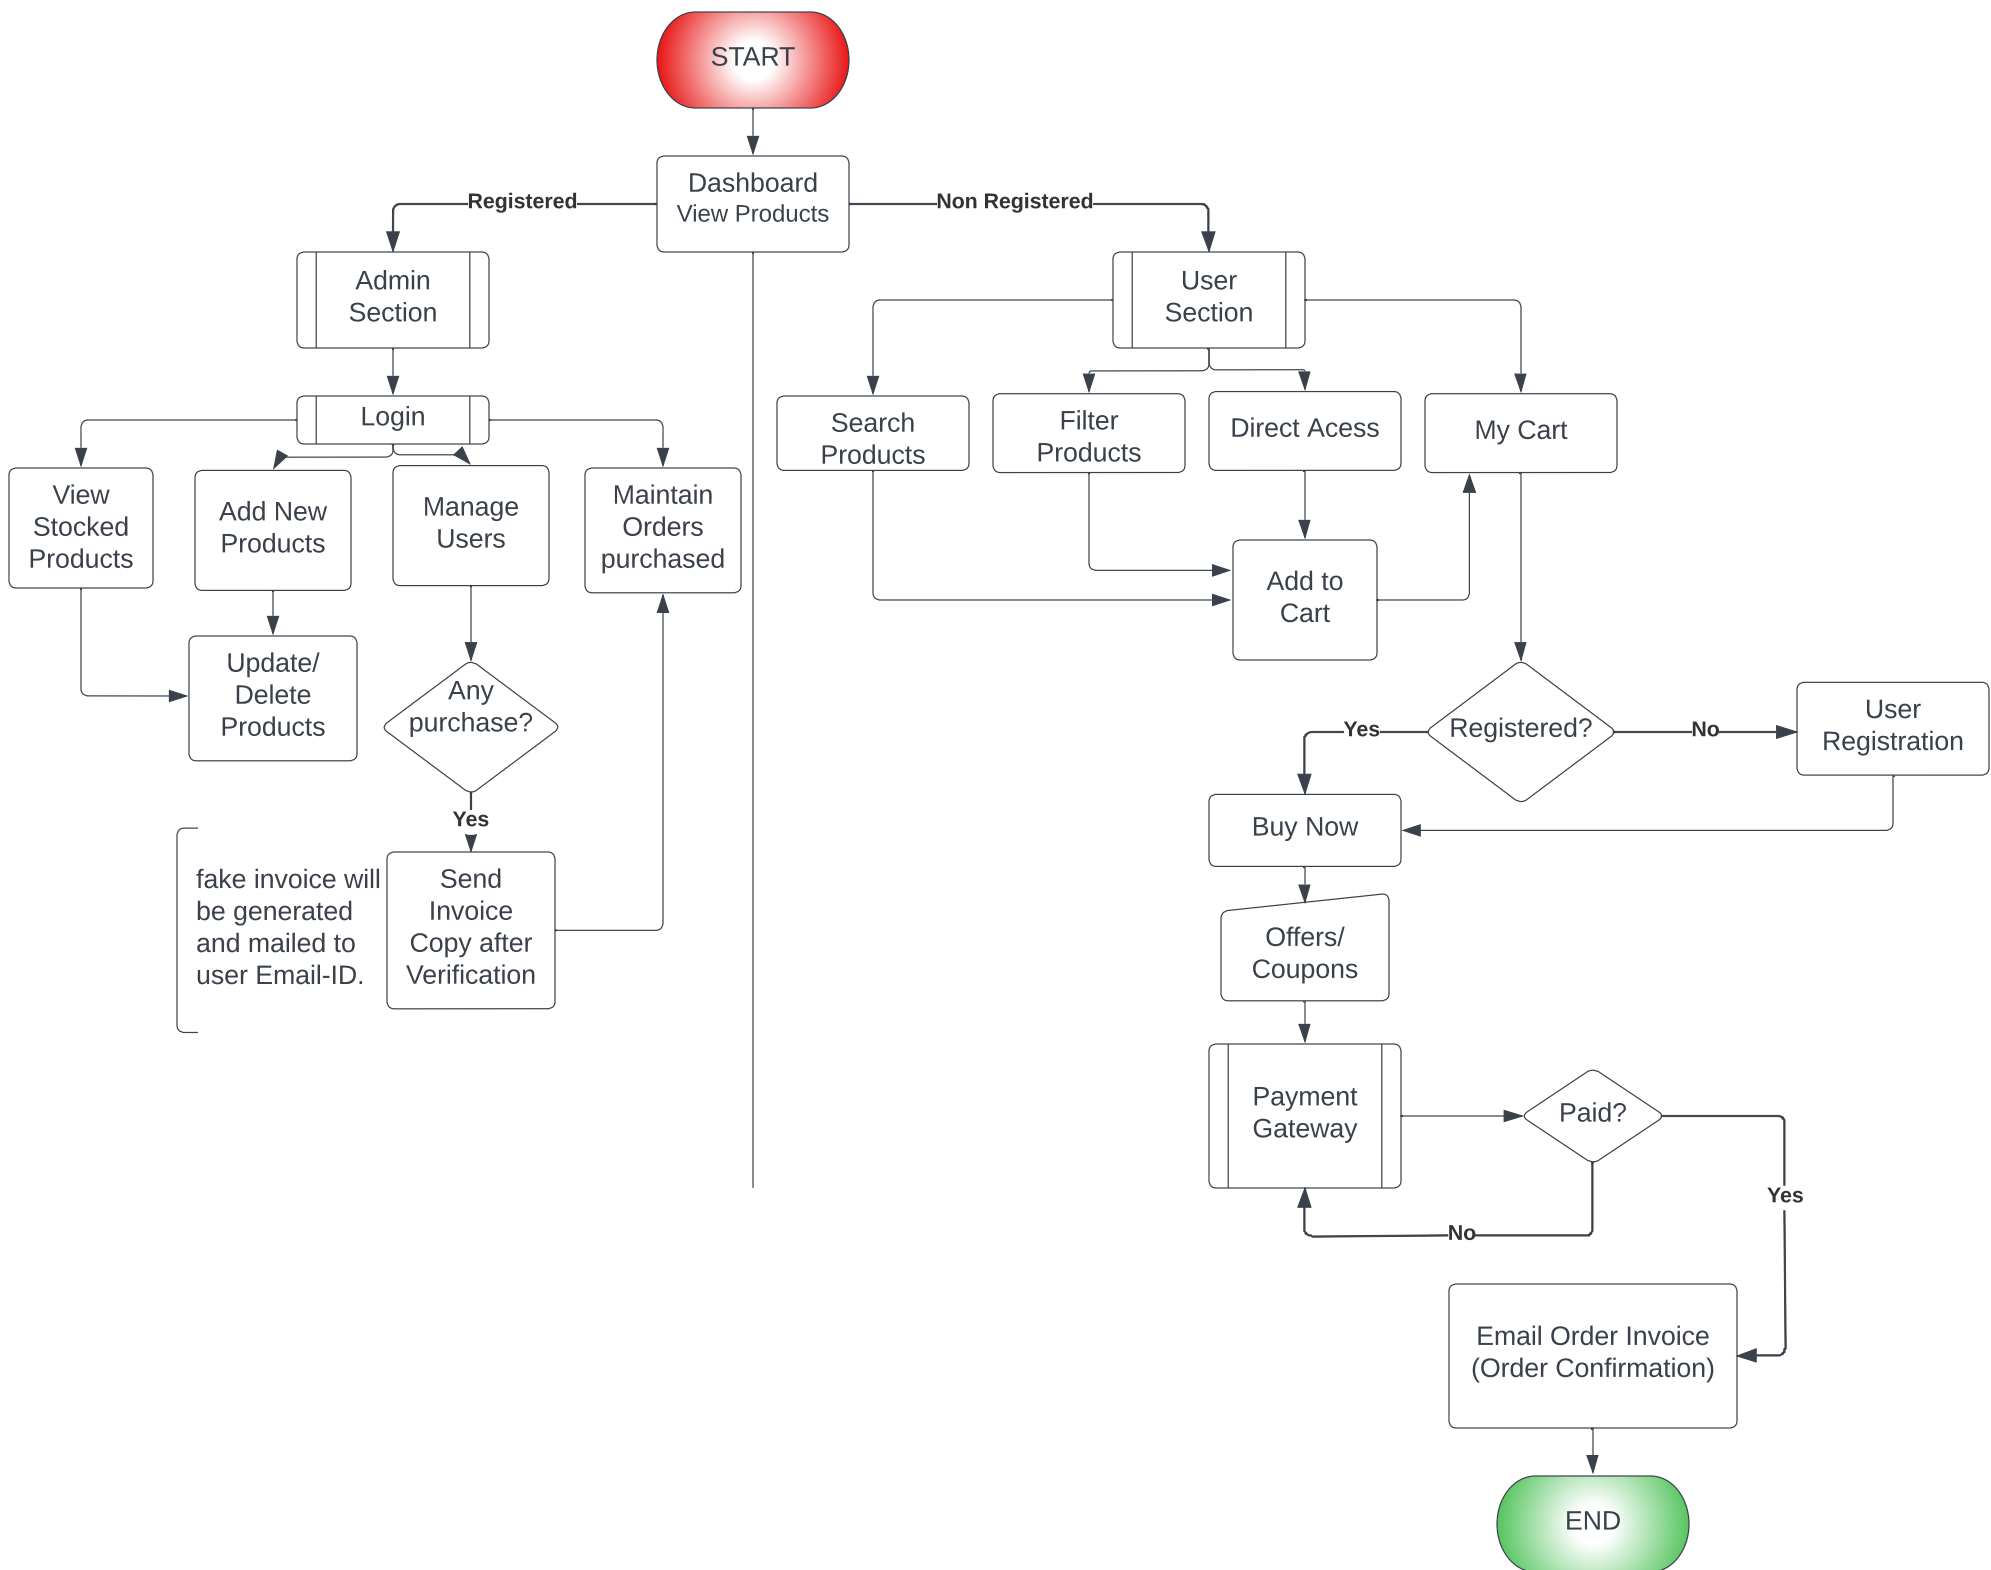 START
Dashboard
View Products
Registered
Non Registered
Admin
Section
User
Section
Login
View
Stocked
Products
Add New
Products
Manage
Users
Maintain
Orders
purchased
Search
Products
Filter
Products
Direct Acess
My Cart
Add to
Cart
Update/
Delete
Products
Any
purchase?
Yes
fake invoice will
be generated
and mailed to
user Email-ID.
Send
Invoice
Copy after
Verification
Registered?
Yes
No
User
Registration
Buy Now
Offers/
Coupons
Payment
Gateway
Paid?
Yes
No
Email Order Invoice
(Order Confirmation)
END